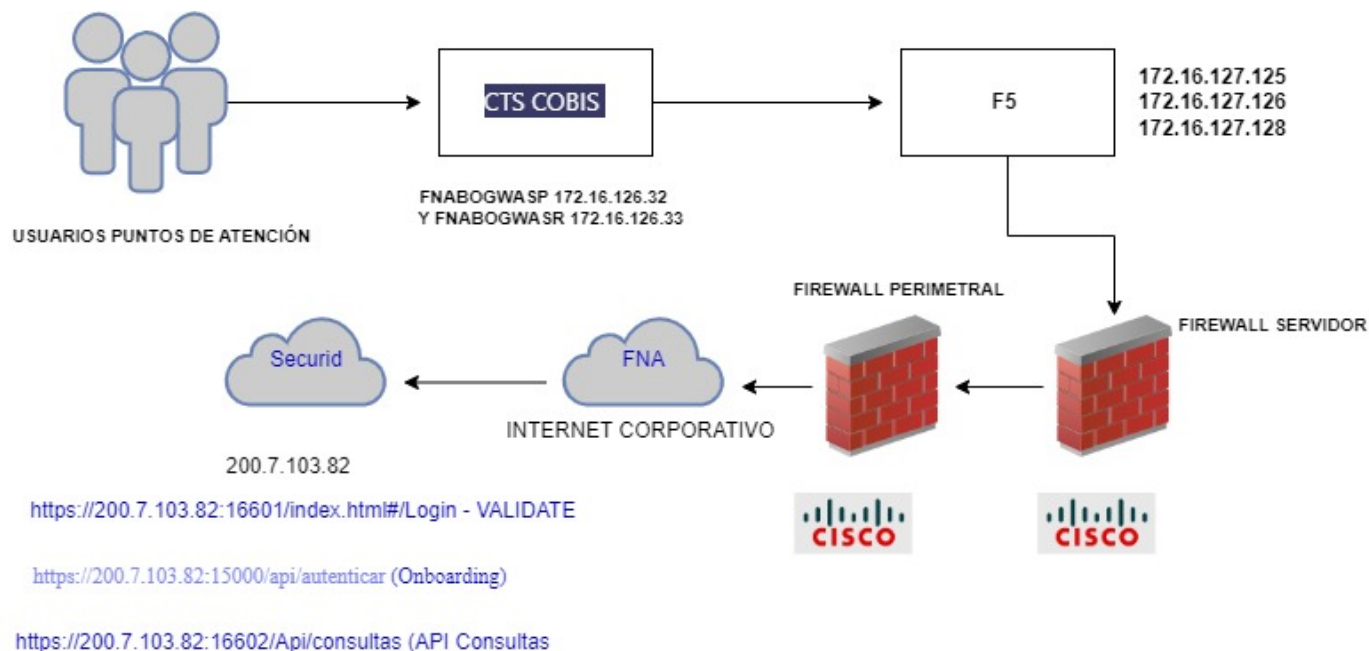 CTS COBIS
F5
172.16.127.125
172.16.127.126
172.16.127.128
FNABOGWASP 172.16.126.32
Y FNABOGWASR 172.16.126.33
USUARIOS PUNTOS DE ATENCIÓN
FIREWALL PERIMETRAL
FIREWALL SERVIDOR
Securid
FNA
INTERNET CORPORATIVO
200.7.103.82
https://200.7.103.82:16601/index.html#/Login - VALIDATE
CISCO
CISCO
https://200.7.103.82:15000/api/autenticar (Onboarding)
https://200.7.103.82:16602/Api/consultas (API Consultas